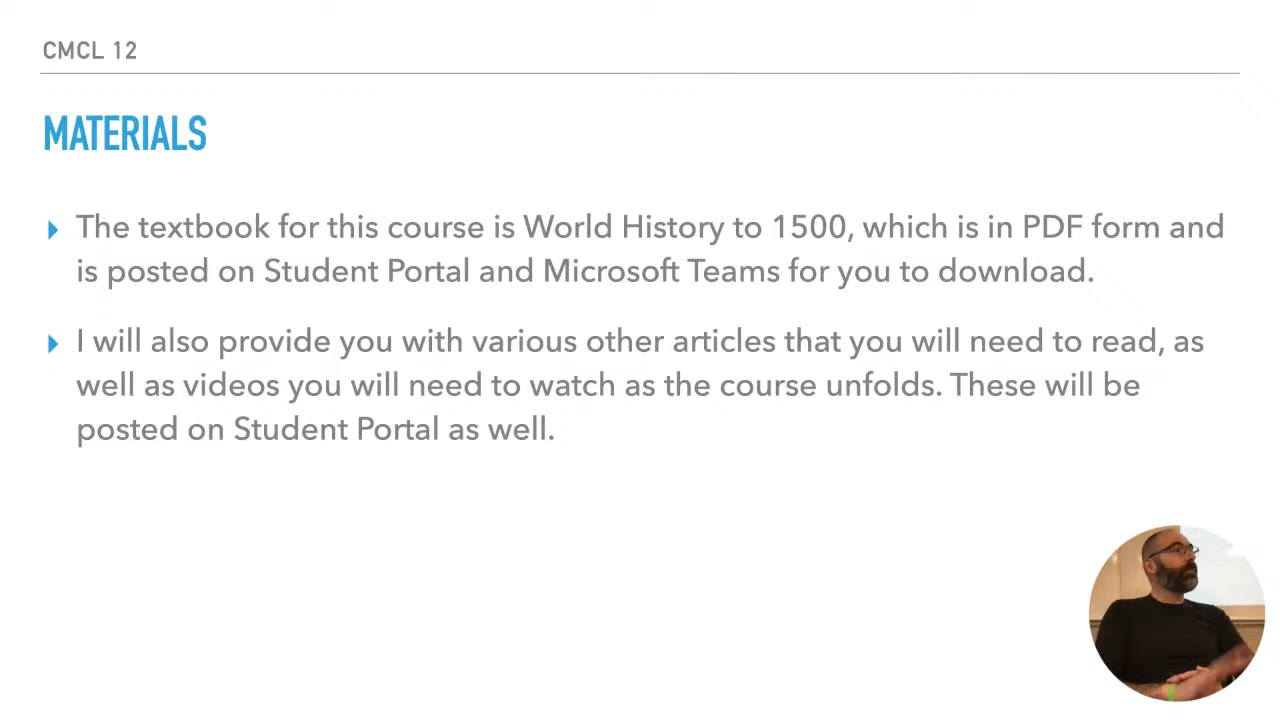 CMCL 12
MATERIALS
The textbook for this course is World History to 1500, which is in PDF form and
is posted on Student Portal and Microsoft Teams for you to download.
I will also provide you with various other articles that you will need to read, as
well as videos you will need to watch as the course unfolds. These will be
posted on Student Portal as well.